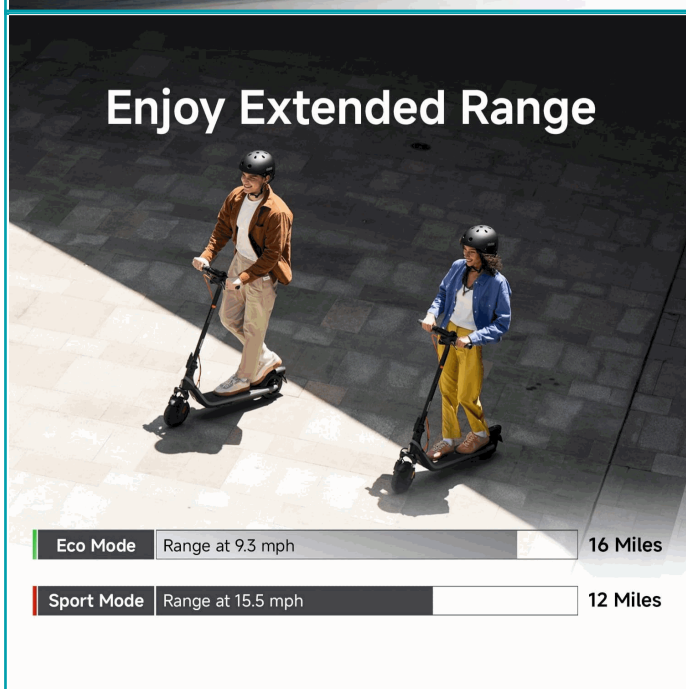 Enjoy Extended Range
Eco Mode Range at 9.3 mph 16 Miles
Sport Mode Range at 15.5 mph 12 Miles